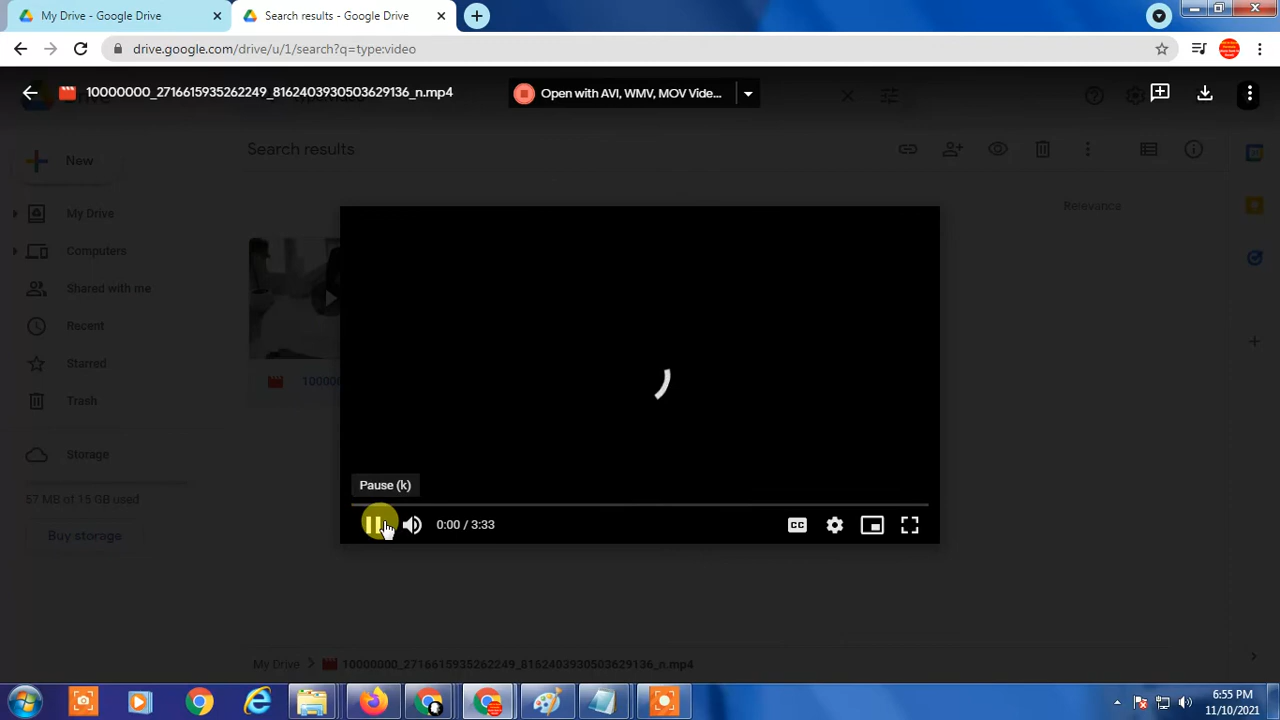 My Drive - Google Drive
Search results - Google Drive
drive.google.com/drive/u/1/search?q=type:video
10000000_2716615935262249_8162403930503629136_n.mp4
Open with AVI, WMV, MOV Vide...
New
Search results
My Drive
Relevance
Computers
Shared with me
Recent
10000
Starred
Trash
Storage
57 MB of 15 GB used
Buy storage
Pause (k)
0:00 / 3:33
CC
My Drive
10000000_2716615935262249_8162403930503629136_n.mp4
6:55 PM
11/10/2021